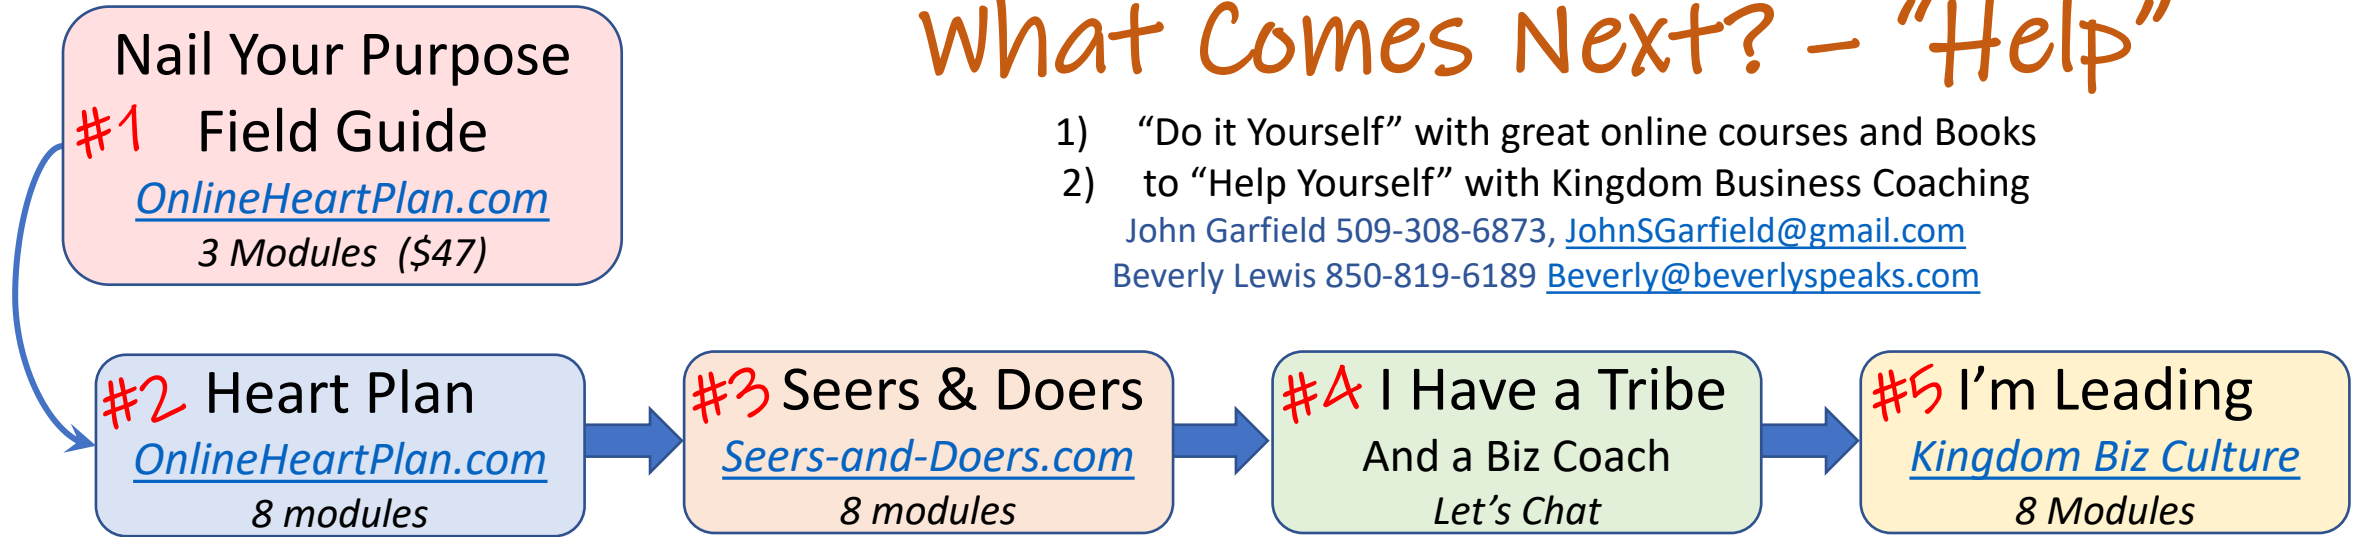 What Comes Next? – “Help”
1) “Do it Yourself” with great online courses and Books
2) to “Help Yourself” with Kingdom Business Coaching
John Garfield 509-308-6873, JohnSGarfield@gmail.com
Beverly Lewis 850-819-6189 Beverly@beverlyspeaks.com
Nail Your Purpose
#1 Field Guide
OnlineHeartPlan.com
3 Modules ($47)
#2 Heart Plan
OnlineHeartPlan.com
8 modules
#3 Seers & Doers
Seers-and-Doers.com
8 modules
#4 I Have a Tribe
And a Biz Coach
Let’s Chat
#5 I’m Leading
Kingdom Biz Culture
8 Modules